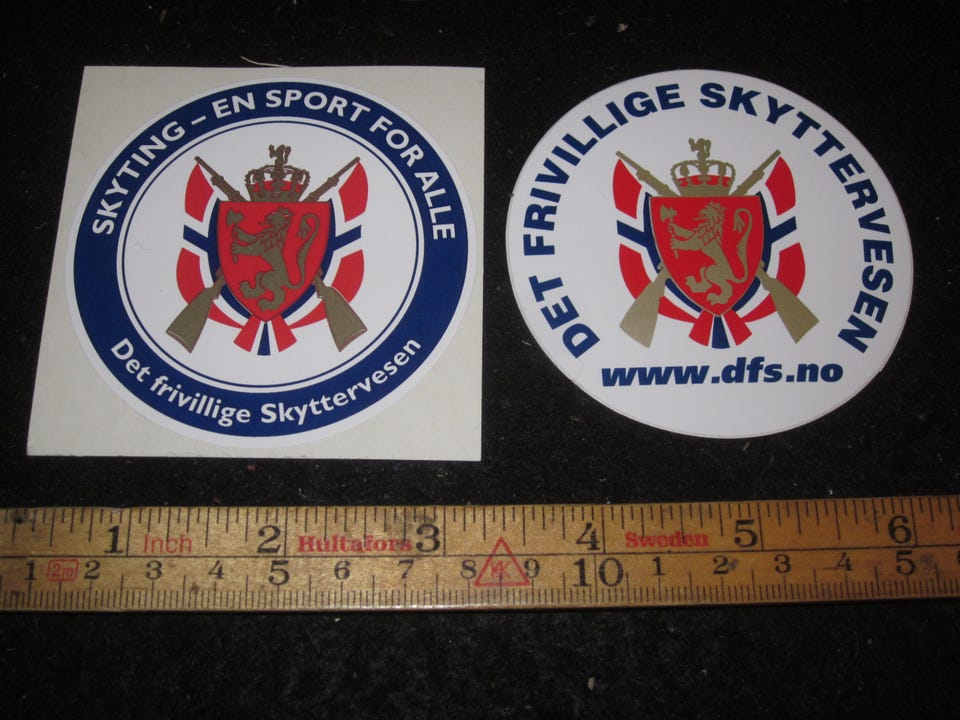 SKYTING – EN SPORT FOR ALLE
Det frivillige Skyttervesen
DET FRIVILLIGE SKYTTERVESEN
www.dfs.no
1 Inch 2 Hultafors 3 4 Sweden 5 6
1 2m 2 3 4 5 6 7 8 KK 9 10 1 2 3 4 5